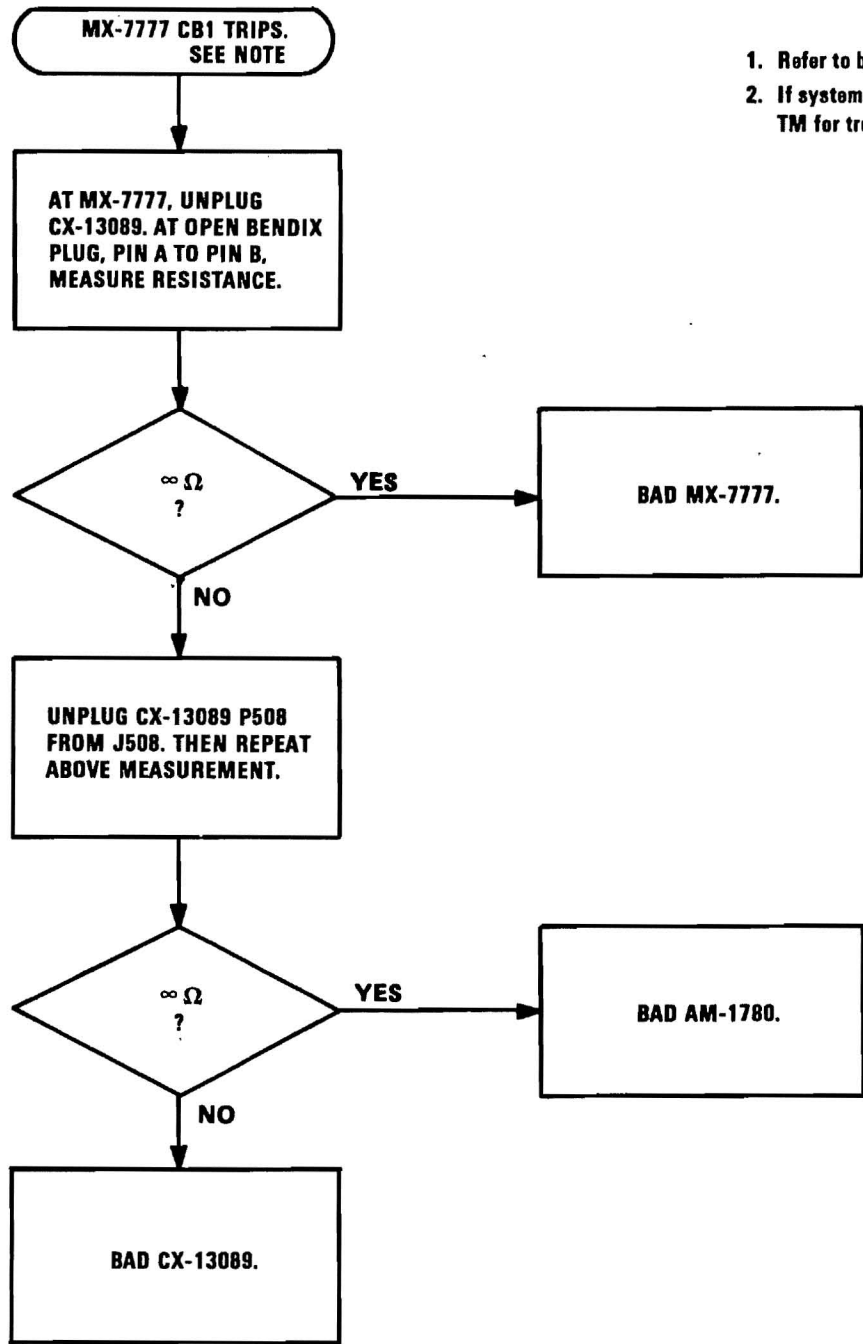 MX-7777 CB1 TRIPS.
SEE NOTE
1. Refer to b
2. If system
TM for tr
AT MX-7777, UNPLUG
CX-13089. AT OPEN BENDIX
PLUG, PIN A TO PIN B,
MEASURE RESISTANCE.
∞ Ω
?
YES
BAD MX-7777.
NO
UNPLUG CX-13089 P508
FROM J508. THEN REPEAT
ABOVE MEASUREMENT.
∞ Ω
?
YES
BAD AM-1780.
NO
BAD CX-13089.